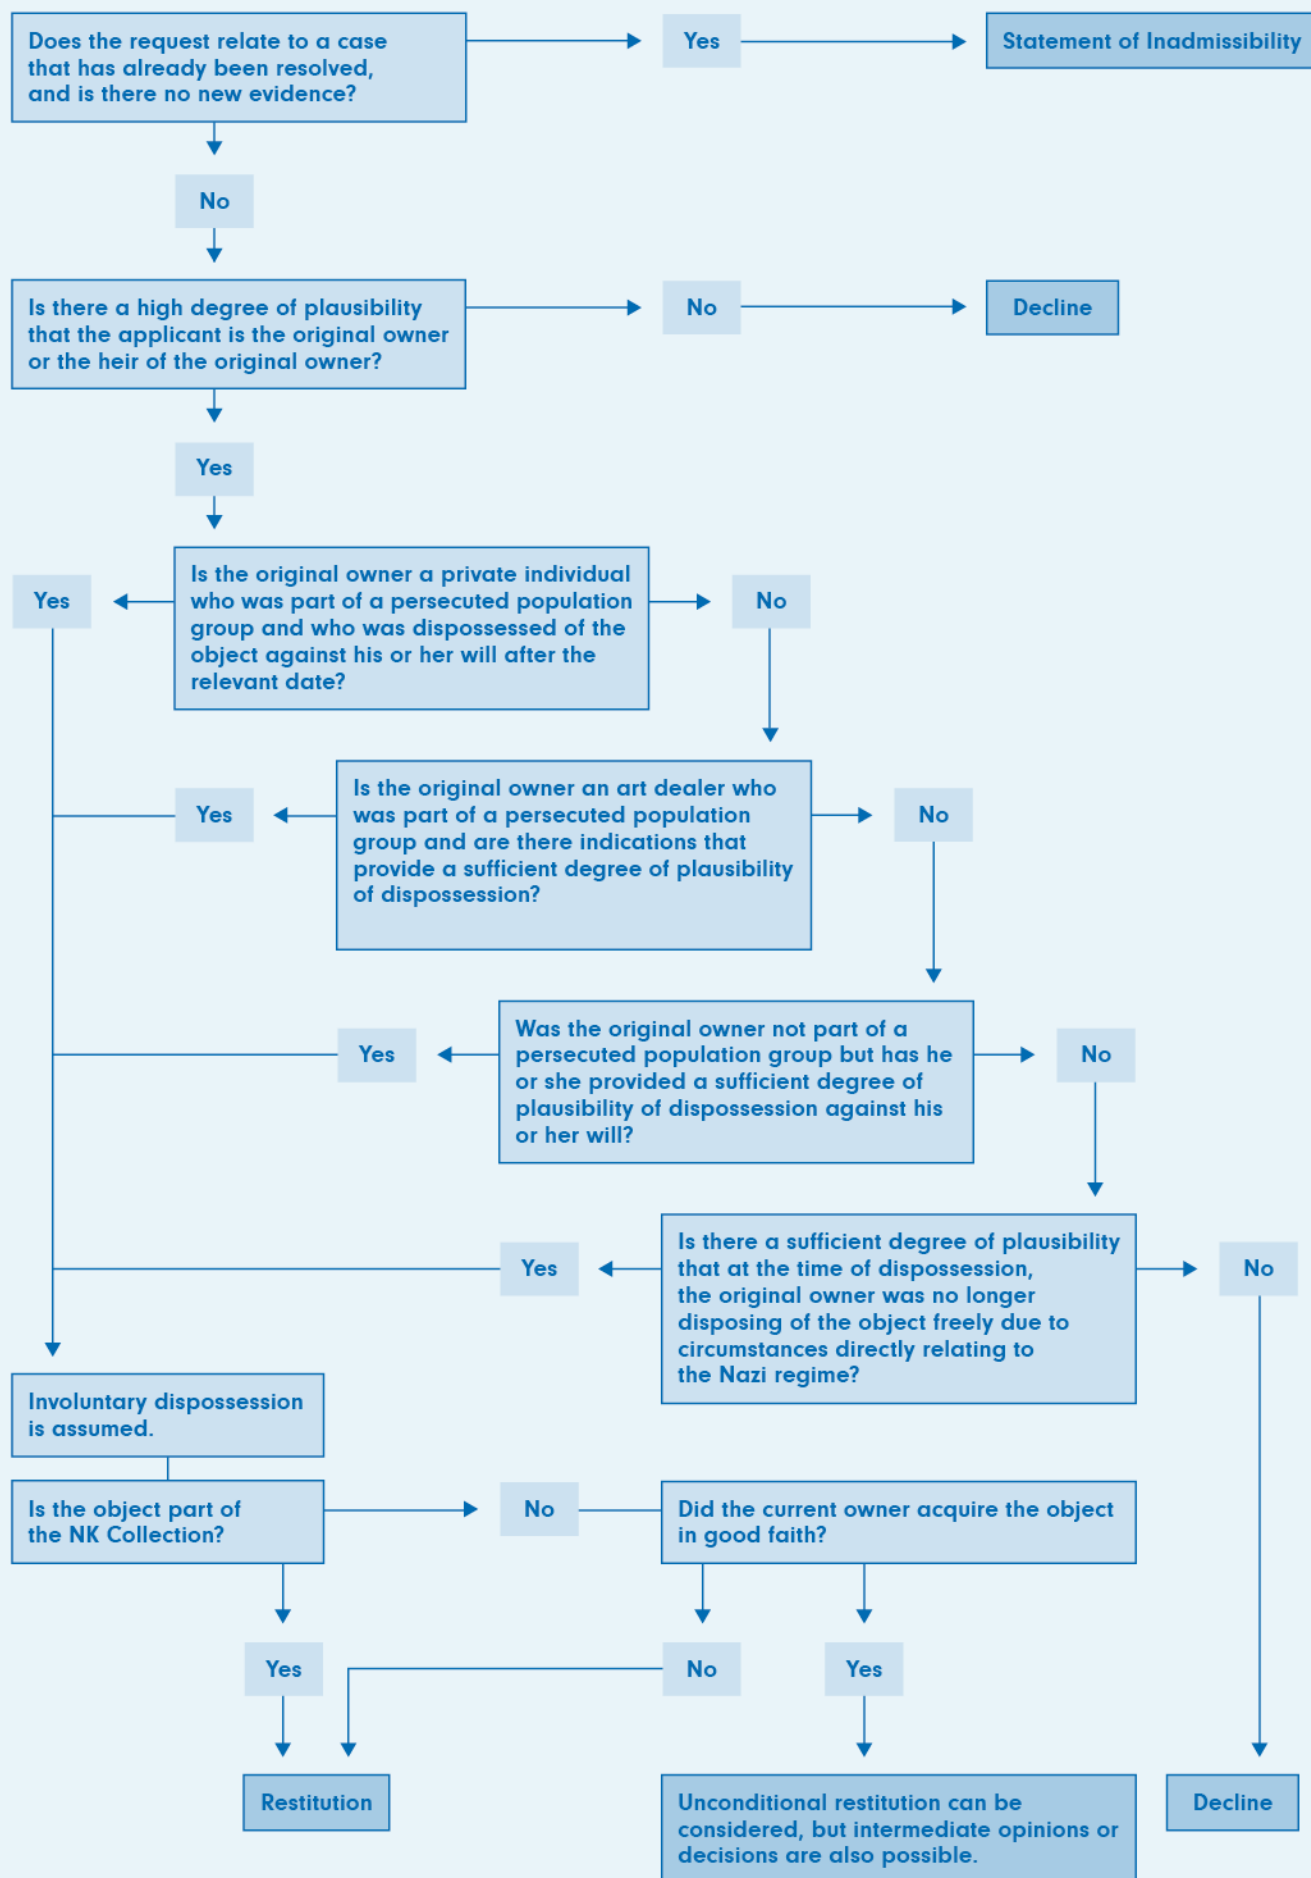 Does the request relate to a case
that has already been resolved,
and is there no new evidence?
Yes
Statement of Inadmissibility
No
Is there a high degree of plausibility
that the applicant is the original owner
or the heir of the original owner?
No
Decline
Yes
Yes
Is the original owner a private individual
who was part of a persecuted population
group and who was dispossessed of the
object against his or her will after the
relevant date?
No
Yes
Is the original owner an art dealer who
was part of a persecuted population
group and are there indications that
provide a sufficient degree of plausibility
of dispossession?
No
Yes
Was the original owner not part of a
persecuted population group but has he
or she provided a sufficient degree of
plausibility of dispossession against his
or her will?
No
Yes
Is there a sufficient degree of plausibility
that at the time of dispossession,
the original owner was no longer
disposing of the object freely due to
circumstances directly relating to
the Nazi regime?
No
Involuntary dispossession
is assumed.
Is the object part of
the NK Collection?
No
Did the current owner acquire the object
in good faith?
Yes
No
Yes
Restitution
Unconditional restitution can be
considered, but intermediate opinions or
decisions are also possible.
Decline